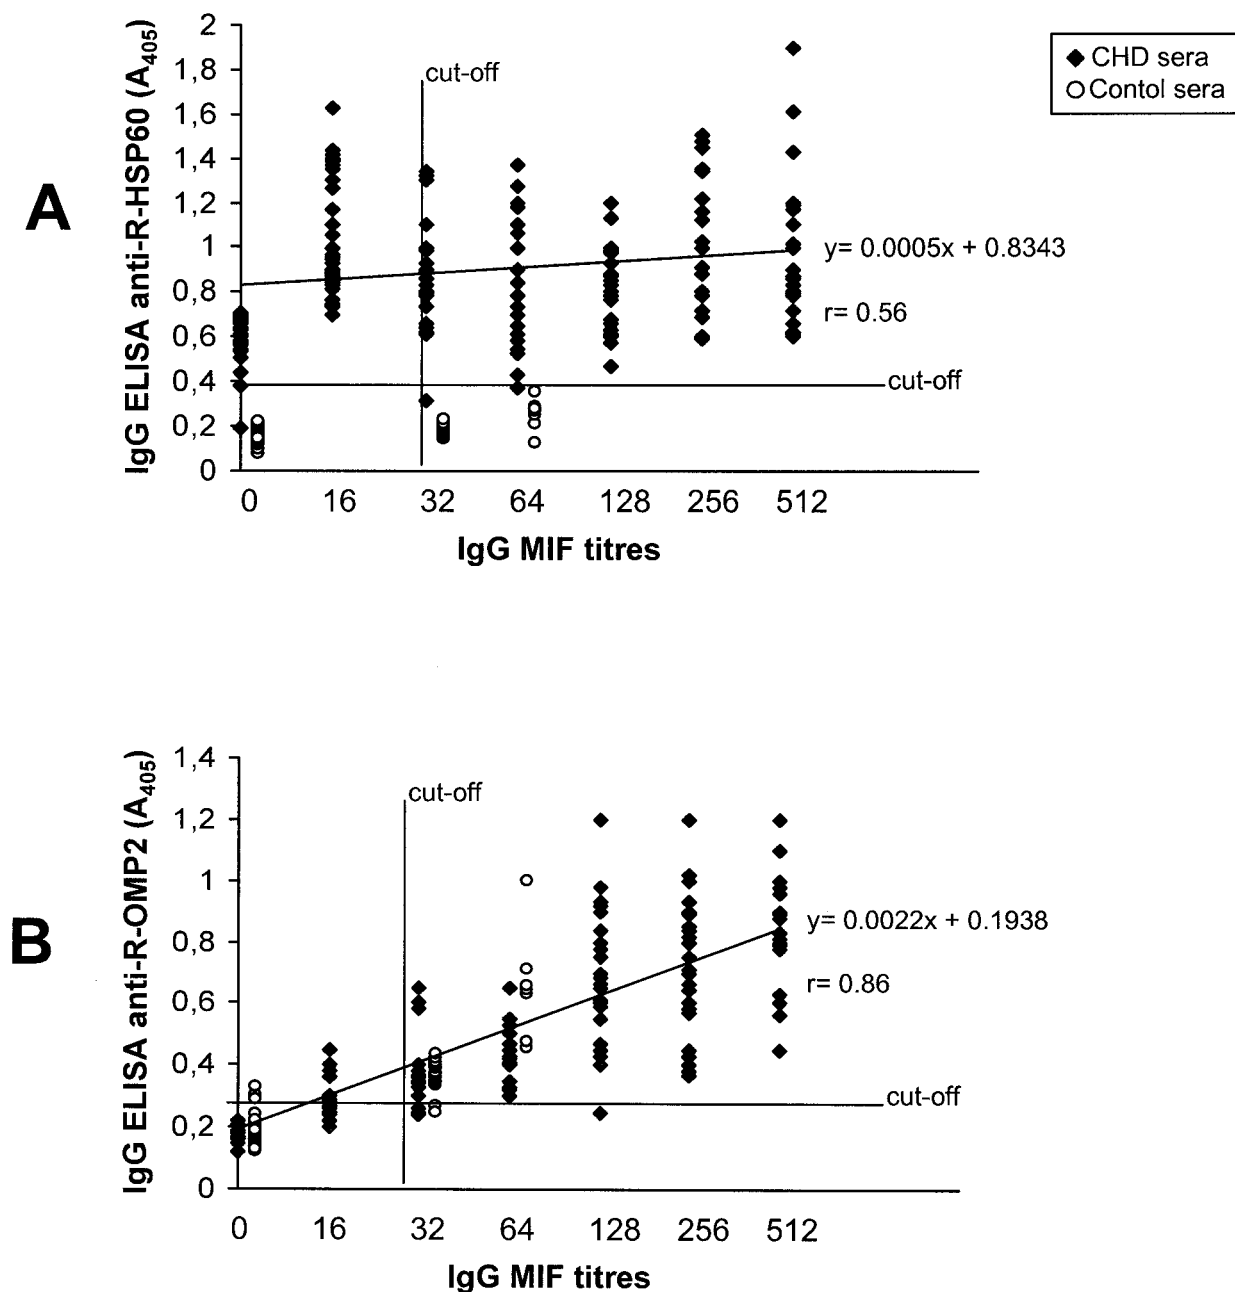 2
1,8
1,6
1,4
1,2
1
0,8
0,6
0,4
0,2
0
IgG ELISA anti-R-HSP60 (A405)
cut-off
CHD sera
Contol sera
A
y= 0.0005x + 0.8343
r= 0.56
cut-off
0 16 32 64 128 256 512
IgG MIF titres
1,4
1,2
1
0,8
0,6
0,4
0,2
0
IgG ELISA anti-R-OMP2 (A405)
cut-off
B
y= 0.0022x + 0.1938
r= 0.86
cut-off
0 16 32 64 128 256 512
IgG MIF titres